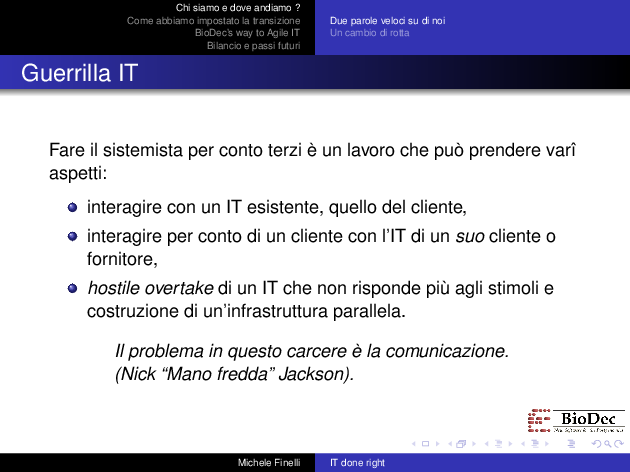 Chi siamo e dove andiamo ?
Come abbiamo impostato la transizione
BioDec's way to Agile IT
Bilancio e passi futuri
Due parole veloci su di noi
Un cambio di rotta
Guerrilla IT
Fare il sistemista per conto terzi è un lavoro che può prendere varî
aspetti:
interagire con un IT esistente, quello del cliente,
interagire per conto di un cliente con l'IT di un suo cliente o
fornitore,
hostile overtake di un IT che non risponde più agli stimoli e
costruzione di un'infrastruttura parallela.
Il problema in questo carcere è la comunicazione.
(Nick “Mano fredda” Jackson).
BioDec
Michele Finelli
IT done right